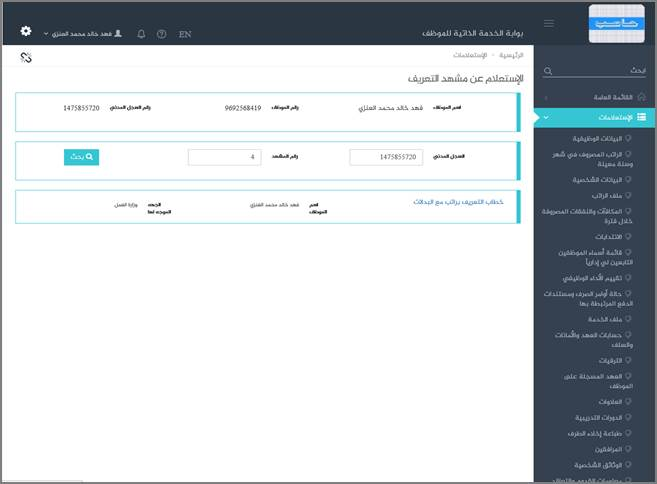 حاسب
بوابة الخدمة الذاتية للموظف
EN
فهد خالد محمد العنزي
ابحث
القائمة العامة
الإستعلامات
البيانات الوظيفية
الراتب المصروف في شهر
وسنة معينة
البيانات الشخصية
ملف الراتب
المكافآت والنفقات المصروفة
خلال فترة
الانتدابات
قائمة أسماء الموظفين
التابعين لي إدارياً
تقييم الأداء الوظيفي
حالة أوامر الصرف ومستندات
الدفع المرتبطة بها
ملف الخدمة
حسابات العهد والأمانات
والسلف
الترقيات
العهد المسجلة على
الموظف
العلاوات
الدورات التدريبية
طباعة إخلاء الطرف
المرافقين
الوثائق الشخصية
الرئيسية
الإستعلامات
الإستعلام عن مشهد التعريف
اسم الموظف فهد خالد محمد العنزي رقم الموظف 9692568419 رقم السجل المدني 1475855720
السجل المدني 1475855720 رقم المشهد 4 بحث
خطاب التعريف براتب مع البدلات
اسم
الموظف
فهد خالد محمد العنزي
الجهه
الموجه لها
وزارة العمل